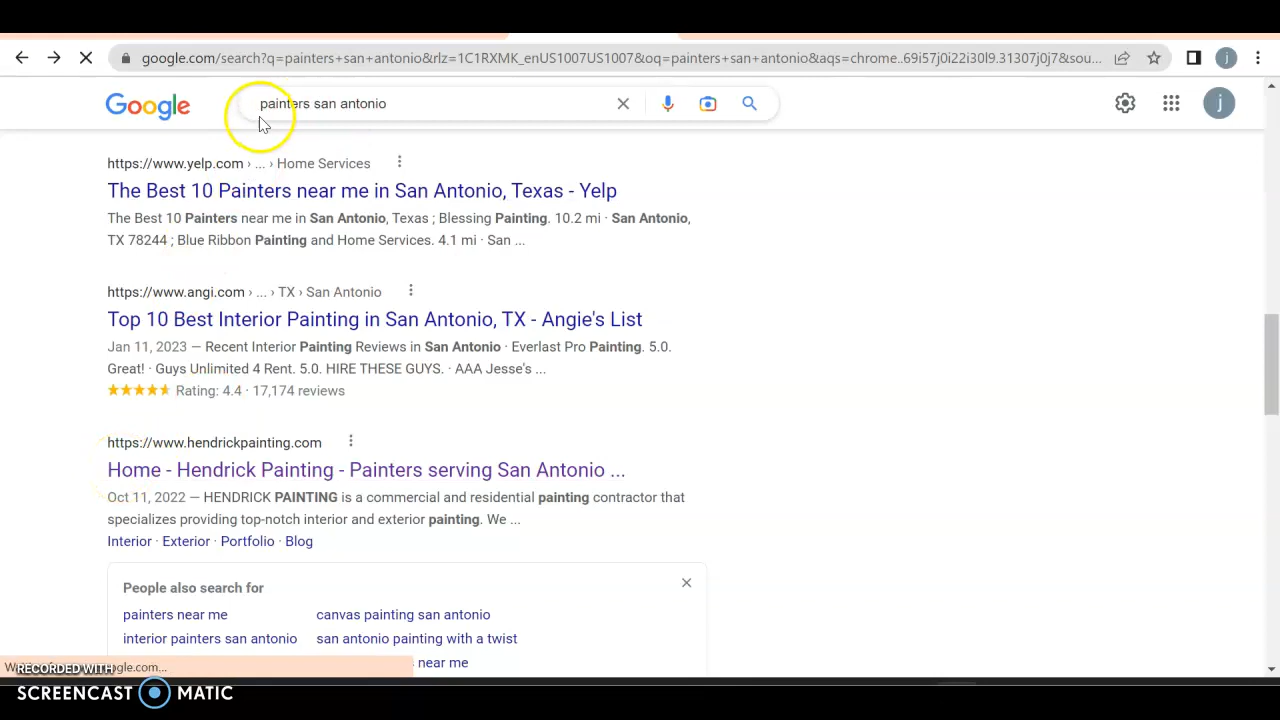 google.com/search?q=painters+san+antonio&rlz=1C1RXMK_enUS1007US1007&oq=painters+san+antonio&aqs=chrome..69i57j0i22i30l9.31307j0j7&sou...
j
Google
painters san antonio
j
https://www.yelp.com › ... › Home Services
The Best 10 Painters near me in San Antonio, Texas - Yelp
The Best 10 Painters near me in San Antonio, Texas ; Blessing Painting. 10.2 mi · San Antonio,
TX 78244 ; Blue Ribbon Painting and Home Services. 4.1 mi · San ...
https://www.angi.com › ... › TX › San Antonio
Top 10 Best Interior Painting in San Antonio, TX - Angie's List
Jan 11, 2023 — Recent Interior Painting Reviews in San Antonio · Everlast Pro Painting. 5.0.
Great! · Guys Unlimited 4 Rent. 5.0. HIRE THESE GUYS. · AAA Jesse's ...
Rating: 4.4 · 17,174 reviews
https://www.hendrickpainting.com
Home - Hendrick Painting - Painters serving San Antonio ...
Oct 11, 2022 — HENDRICK PAINTING is a commercial and residential painting contractor that
specializes providing top-notch interior and exterior painting. We ...
Interior · Exterior · Portfolio · Blog
People also search for
painters near me
canvas painting san antonio
interior painters san antonio
san antonio painting with a twist
near me
RECORDED WITH
SCREENCAST MATIC